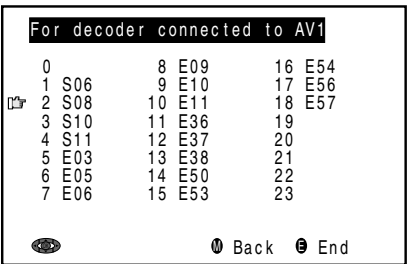 For decoder connected to AV1
0 8 E09 16 E54
1 S06 9 E10 17 E56
2 S08 10 E11 18 E57
3 S10 11 E36 19
4 S11 12 E37 20
5 E03 13 E38 21
6 E05 14 E50 22
7 E06 15 E53 23
M Back E End